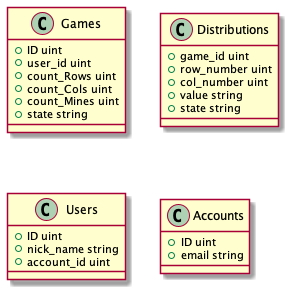 C Games
ID uint
user_id uint
count_Rows uint
count_Cols uint
count_Mines uint
state string
C Distributions
game_id uint
row_number uint
col_number uint
value string
state string
C Users
ID uint
nick_name string
account_id uint
C Accounts
ID uint
email string